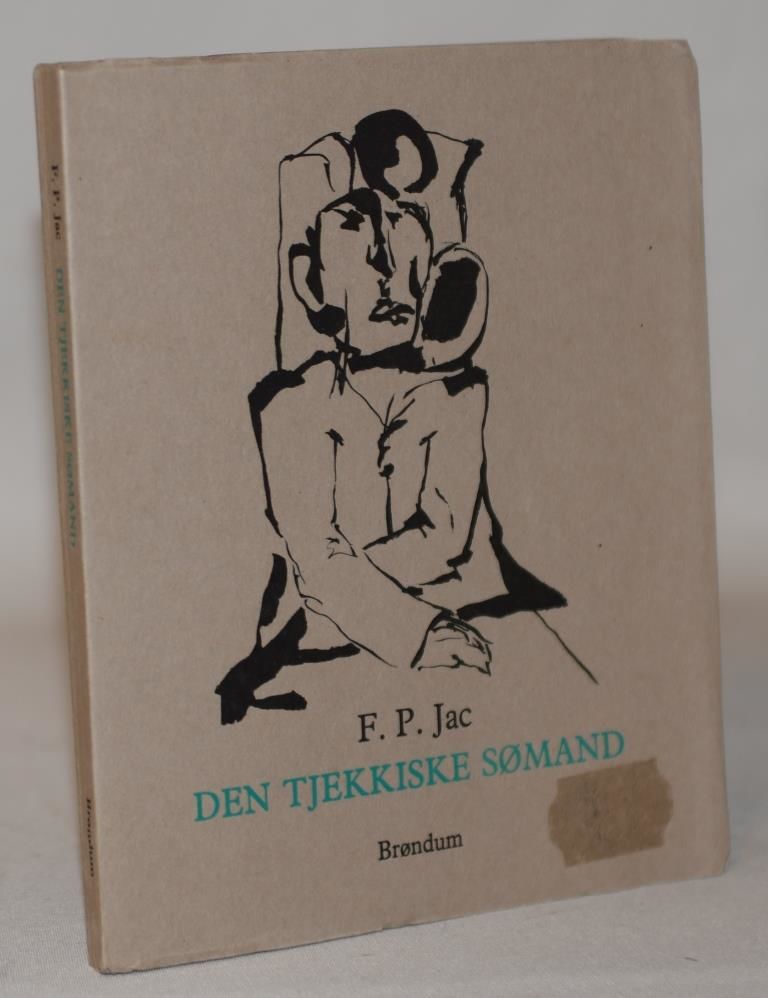 F. P. Jac
DEN TJEKKISKE SØMAND
Brøndum
F. P. Jac DEN TJEKKISKE SØMAND
Brøndum